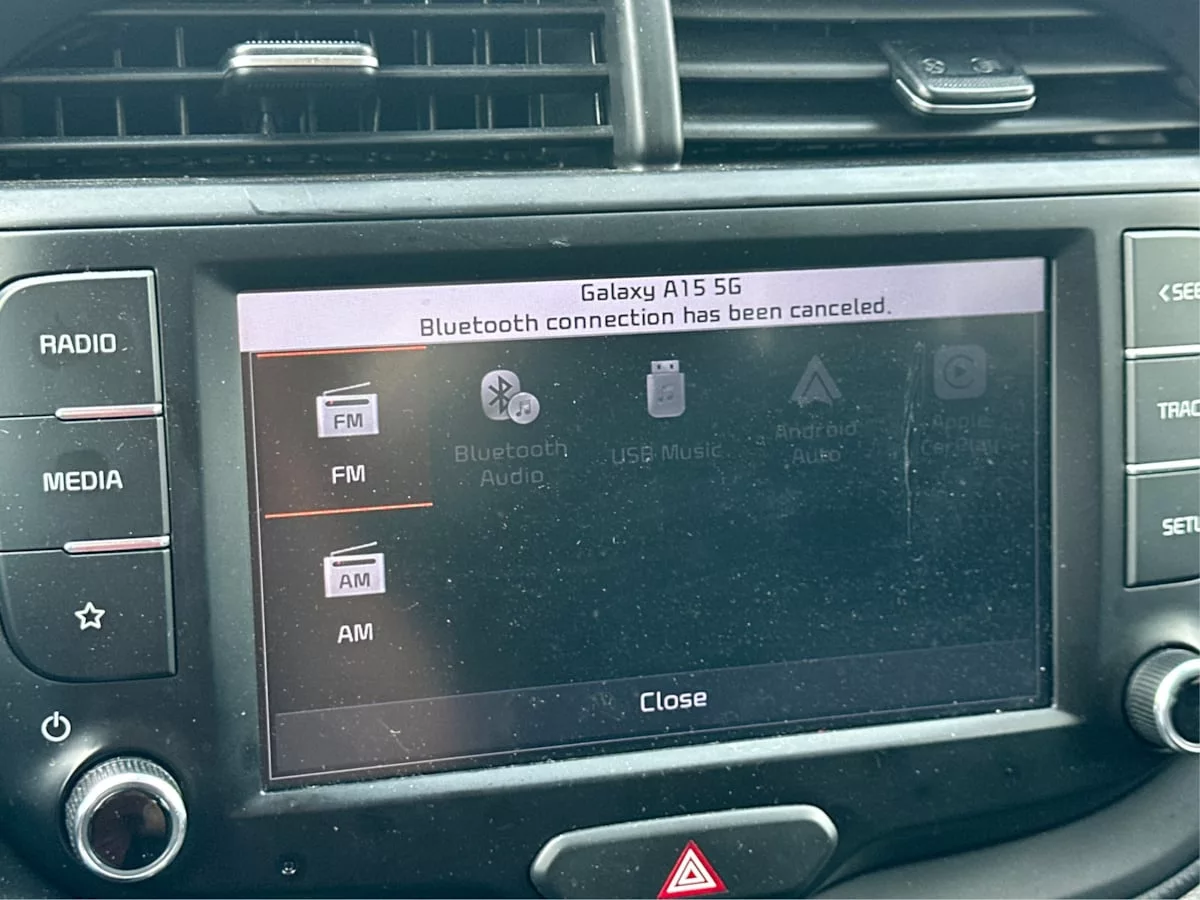 Galaxy A15 5G
Bluetooth connection has been canceled.
RADIO
<SEE
FM
FM
Bluetooth
Audio
USB Music
Android
Auto
Apple
CarPlay
MEDIA
TRAC
SETU
AM
AM
Close